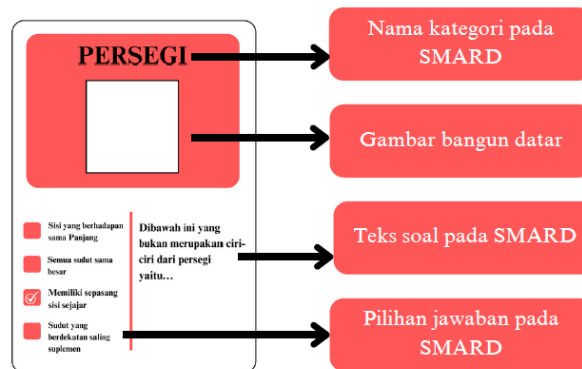 PERSEGI
Sisi yang berhadapan
sama Panjang
Semua sudut sama
besar
Memiliki sepasang
sisi sejajar
Sudut yang
berdekatan saling
suplemen
Dibawah ini yang
bukan merupakan ciri-
ciri dari persegi
yaitu…
Nama kategori pada
SMARD
Gambar bangun datar
Teks soal pada SMARD
Pilihan jawaban pada
SMARD